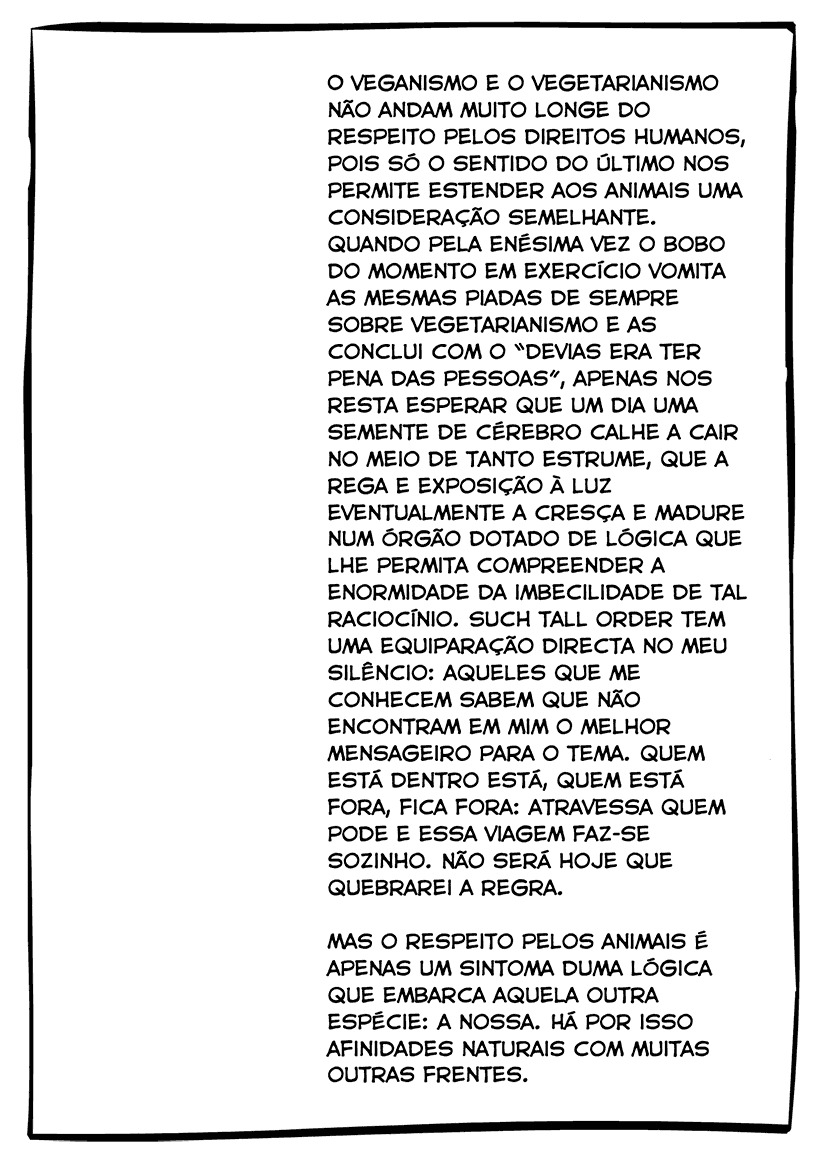 O VEGANISMO E O VEGETARIANISMO
NÃO ANDAM MUITO LONGE DO
RESPEITO PELOS DIREITOS HUMANOS,
POIS SÓ O SENTIDO DO ÚLTIMO NOS
PERMITE ESTENDER AOS ANIMAIS UMA
CONSIDERAÇÃO SEMELHANTE.
QUANDO PELA ENÉSIMA VEZ O BOBO
DO MOMENTO EM EXERCÍCIO VOMITA
AS MESMAS PIADAS DE SEMPRE
SOBRE VEGETARIANISMO E AS
CONCLUI COM O "DEVIAS ERA TER
PENA DAS PESSOAS", APENAS NOS
RESTA ESPERAR QUE UM DIA UMA
SEMENTE DE CÉREBRO CALHE A CAIR
NO MEIO DE TANTO ESTRUME, QUE A
REGA E EXPOSIÇÃO À LUZ
EVENTUALMENTE A CRESÇA E MADURE
NUM ÓRGÃO DOTADO DE LÓGICA QUE
LHE PERMITA COMPREENDER A
ENORMIDADE DA IMBECILIDADE DE TAL
RACIOCÍNIO. SUCH TALL ORDER TEM
UMA EQUIPARAÇÃO DIRECTA NO MEU
SILÊNCIO: AQUELES QUE ME
CONHECEM SABEM QUE NÃO
ENCONTRAM EM MIM O MELHOR
MENSAGEIRO PARA O TEMA. QUEM
ESTÁ DENTRO ESTÁ, QUEM ESTÁ
FORA, FICA FORA: ATRAVESSA QUEM
PODE E ESSA VIAGEM FAZ-SE
SOZINHO. NÃO SERÁ HOJE QUE
QUEBRAREI A REGRA.
MAS O RESPEITO PELOS ANIMAIS É
APENAS UM SINTOMA DUMA LÓGICA
QUE EMBARCA AQUELA OUTRA
ESPÉCIE: A NOSSA. HÁ POR ISSO
AFINIDADES NATURAIS COM MUITAS
OUTRAS FRENTES.